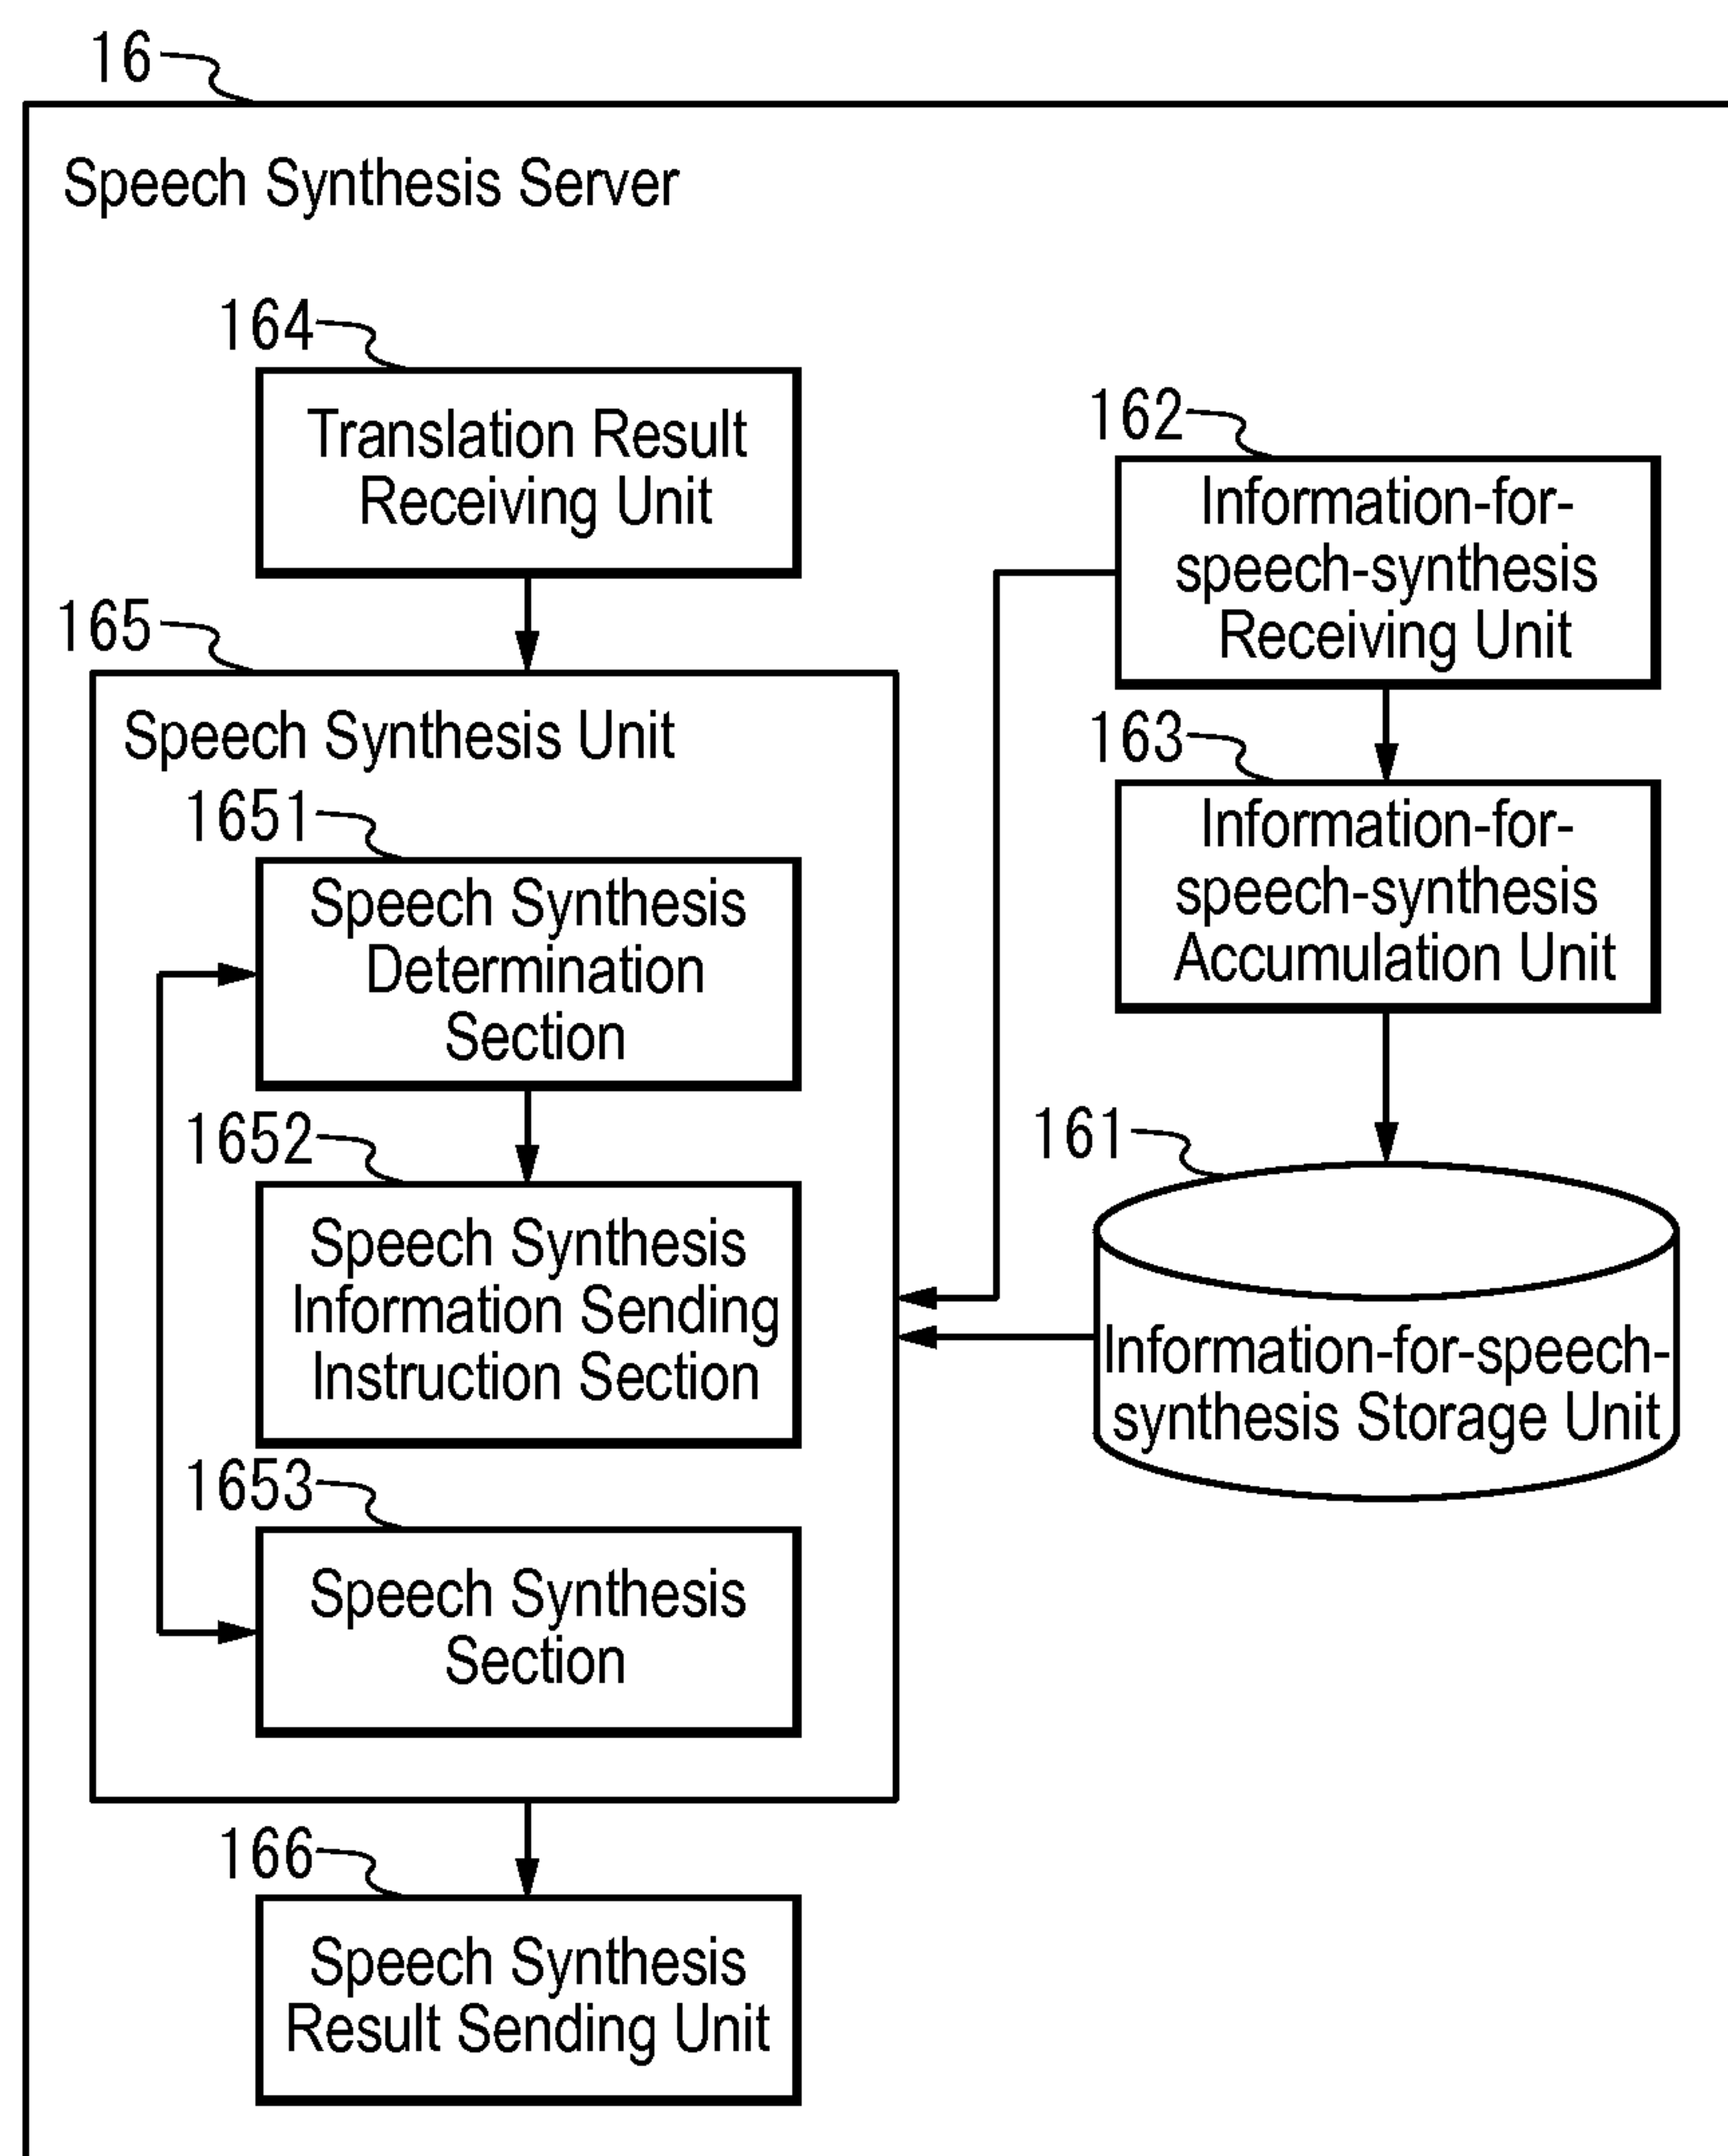 16
Speech Synthesis Server
164
Translation Result
Receiving Unit
165
Speech Synthesis Unit
1651
Speech Synthesis
Determination
Section
1652
Speech Synthesis
Information Sending
Instruction Section
1653
Speech Synthesis
Section
166
Speech Synthesis
Result Sending Unit
162
Information-for-
speech-synthesis
Receiving Unit
163
Information-for-
speech-synthesis
Accumulation Unit
161
Information-for-speech-
synthesis Storage Unit